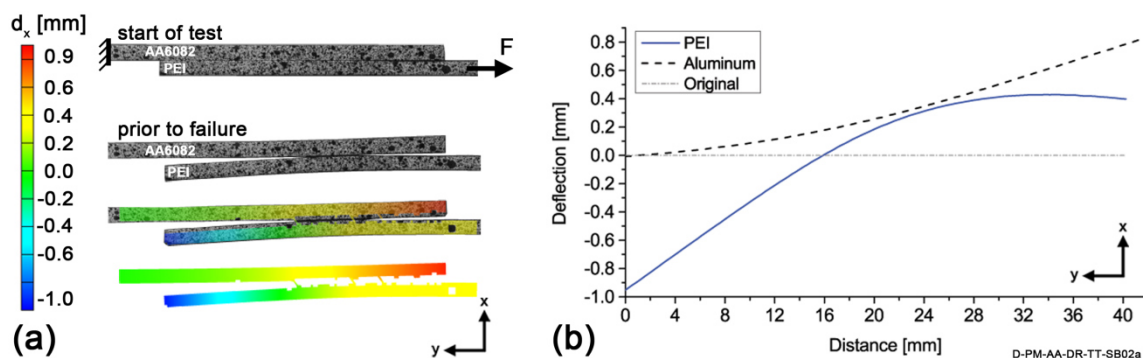 dₓ [mm]
0.9
0.6
0.4
0.2
0.0
-0.2
-0.4
-0.6
-1.0
start of test
AA6082
PEI
F
prior to failure
AA6082
PEI
x
y
(a)
0.8
0.6
0.4
0.2
0.0
-0.2
-0.4
-0.6
-0.8
-1.0
Deflection [mm]
PEI
Aluminum
Original
x
y
0 4 8 12 16 20 24 28 32 36 40
Distance [mm]
(b)
D-PM-AA-DR-TT-SB02a